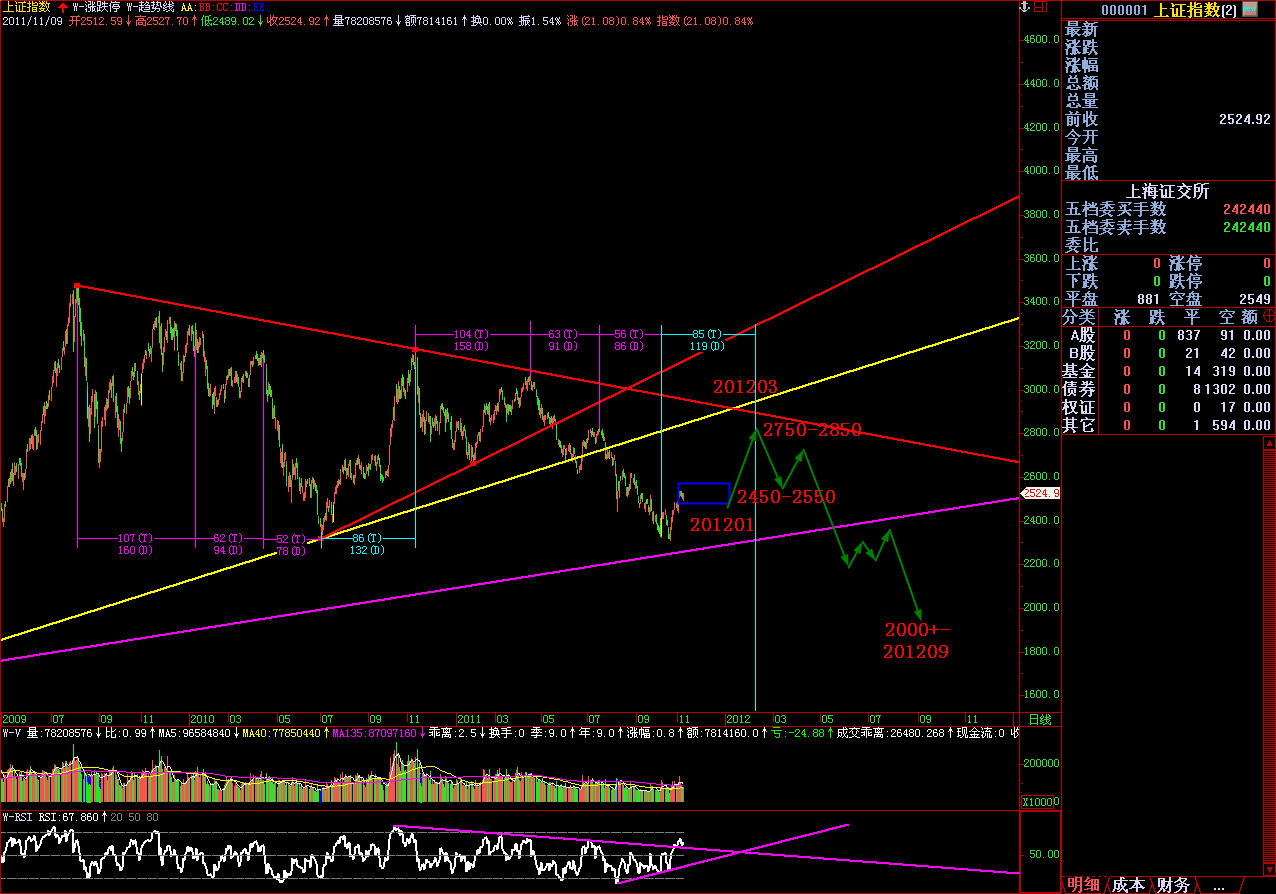 上证指数 ↑ W-涨跌停 W-趋势线 AA:BB:CC:DD:EE
2011/11/09 开2512.59↓高2527.70↑低2489.02↓收2524.92↑量78208576↓额7814161↑换0.00% 振1.54% 涨(21.08)0.84% 指数(21.08)0.84%
4600.0
4400.0
4200.0
4000.0
3800.0
3600.0
3400.0
3200.0
3000.0
2800.0
2600.0
2524.9
2400.0
2200.0
2000.0
1800.0
1600.0
104(T) 63(T) 56(T) 85(T)
158(D) 91(D) 86(D) 119(D)
201203
2750-2850
2450-2550
201201
107(T) 62(T) 52(T) 86(T)
160(D) 94(D) 78(D) 132(D)
2000+-
201209
2009 07 09 11 2010 03 05 07 09 11 2011 03 05 07 09 11 2012 03 05 07 09 11 日线
W-V 量:78208576↓比:0.99↑MA5:96584840↓MA40:77850440↑MA135:87097160↓乖离:2.5↓换手:0 季:9.0↑年:9.0↑涨幅:0.8↑额:7814160.0↑亏:-24.88↑成交乖离:26480.268↑现金流:0 收
200000
X10000
W-RSI RSI:67.860↑20 50 80
50.00
000001 上证指数(2)
最新
涨跌
涨幅
总额
总量
前收 2524.92
今开
最高
最低
上海证交所
五档委买手数 242440
五档委卖手数 242440
委比
上涨 0 涨停 0
下跌 0 跌停 0
平盘 881 空盘 2549
分类 涨 跌 平 空 额
A股 0 0 837 91 0.00
B股 0 0 21 42 0.00
基金 0 0 14 319 0.00
债券 0 0 8 1302 0.00
权证 0 0 0 17 0.00
其它 0 0 1 594 0.00
明细 成本 财务 ...